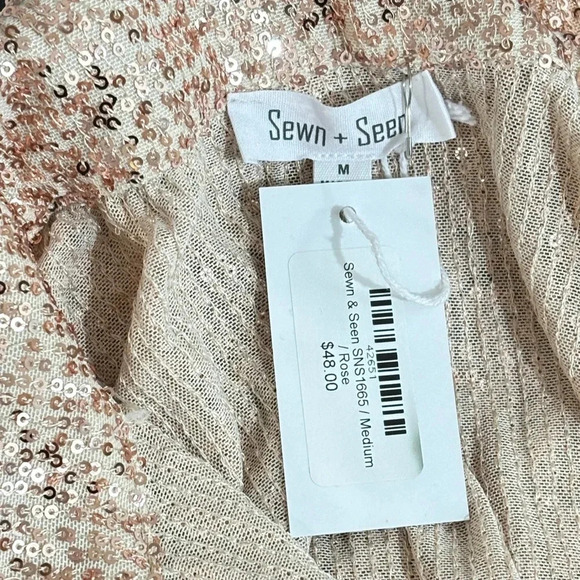 Sewn + Seen
M
42651
Sewn & Seen SNS1665 / Medium
/ Rose
$48.00